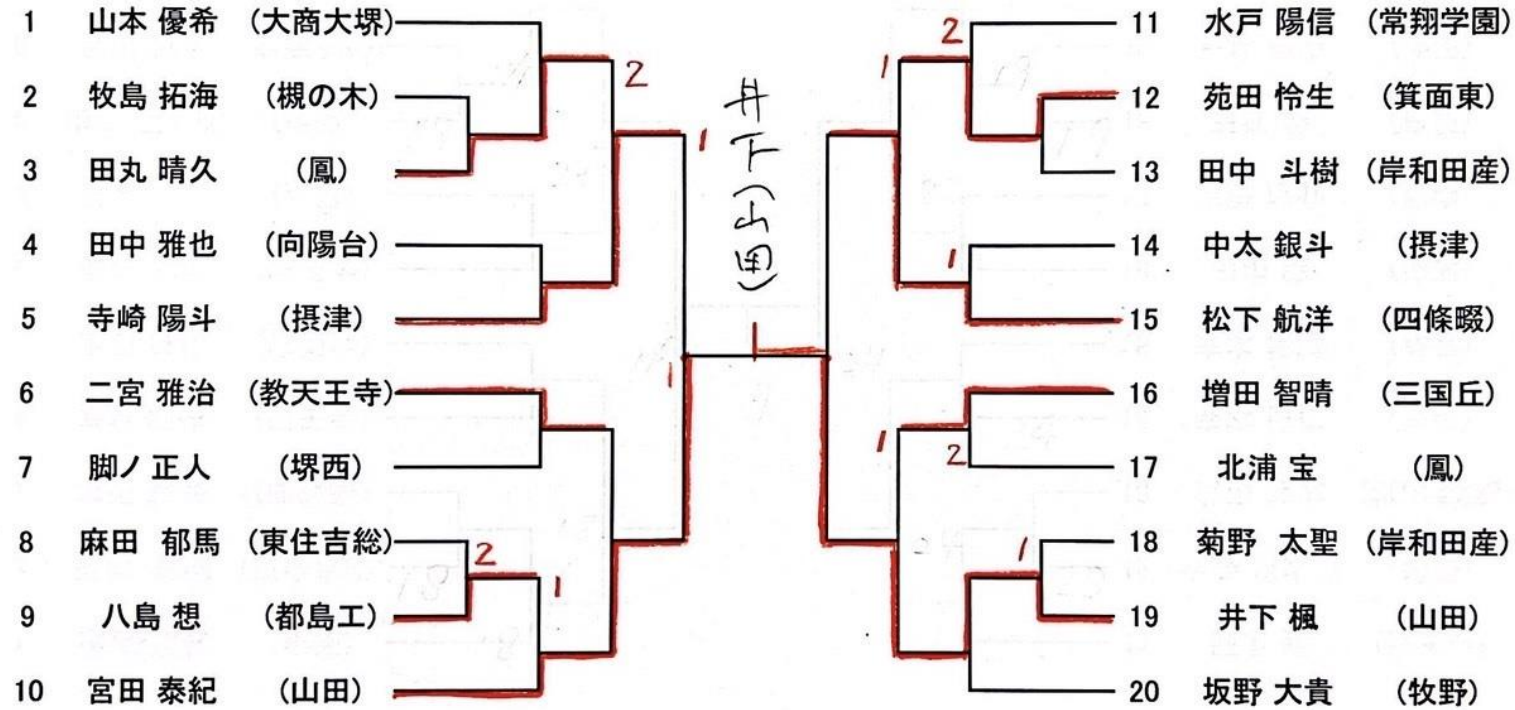 1 山本 優希 (大商大堺)
2 牧島 拓海 (槻の木)
3 田丸 晴久 (鳳)
4 田中 雅也 (向陽台)
5 寺崎 陽斗 (摂津)
6 二宮 雅治 (教天王寺)
7 脚ノ 正人 (堺西)
8 麻田 郁馬 (東住吉総)
9 八島 想 (都島工)
10 宮田 泰紀 (山田)
2
1
1
2
1
井下(山田)
2
1
1
1
2
1
11 水戸 陽信 (常翔学園)
12 苑田 怜生 (箕面東)
13 田中 斗樹 (岸和田産)
14 中太 銀斗 (摂津)
15 松下 航洋 (四條畷)
16 増田 智晴 (三国丘)
17 北浦 宝 (鳳)
18 菊野 太聖 (岸和田産)
19 井下 楓 (山田)
20 坂野 大貴 (牧野)